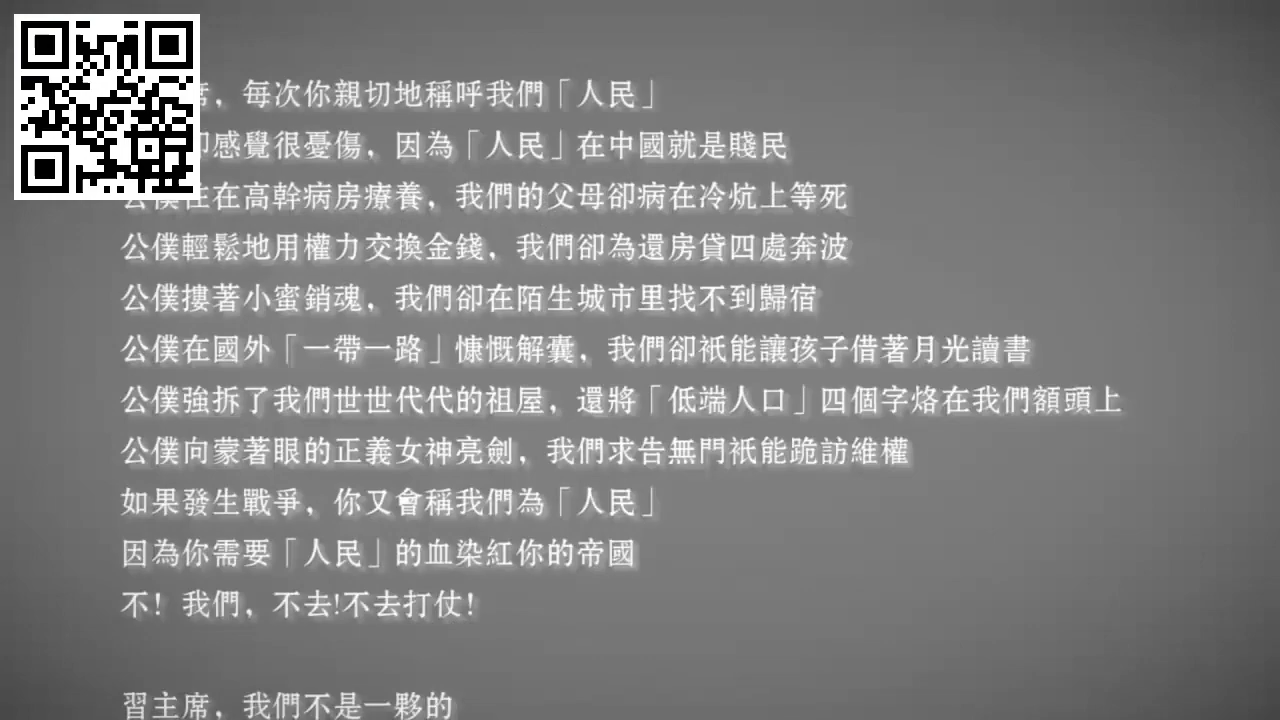 席，每次你親切地稱呼我們「人民」
卻感覺很憂傷，因為「人民」在中國就是賤民
公僕住在高幹病房療養，我們的父母卻病在冷炕上等死
公僕輕鬆地用權力交換金錢，我們卻為還房貸四處奔波
公僕摟著小蜜銷魂，我們卻在陌生城市里找不到歸宿
公僕在國外「一帶一路」慷慨解囊，我們卻祇能讓孩子借著月光讀書
公僕強拆了我們世世代代的祖屋，還將「低端人口」四個字烙在我們額頭上
公僕向蒙著眼的正義女神亮劍，我們求告無門祇能跪訪維權
如果發生戰爭，你又會稱我們為「人民」
因為你需要「人民」的血染紅你的帝國
不！我們，不去!不去打仗！
習主席，我們不是一夥的